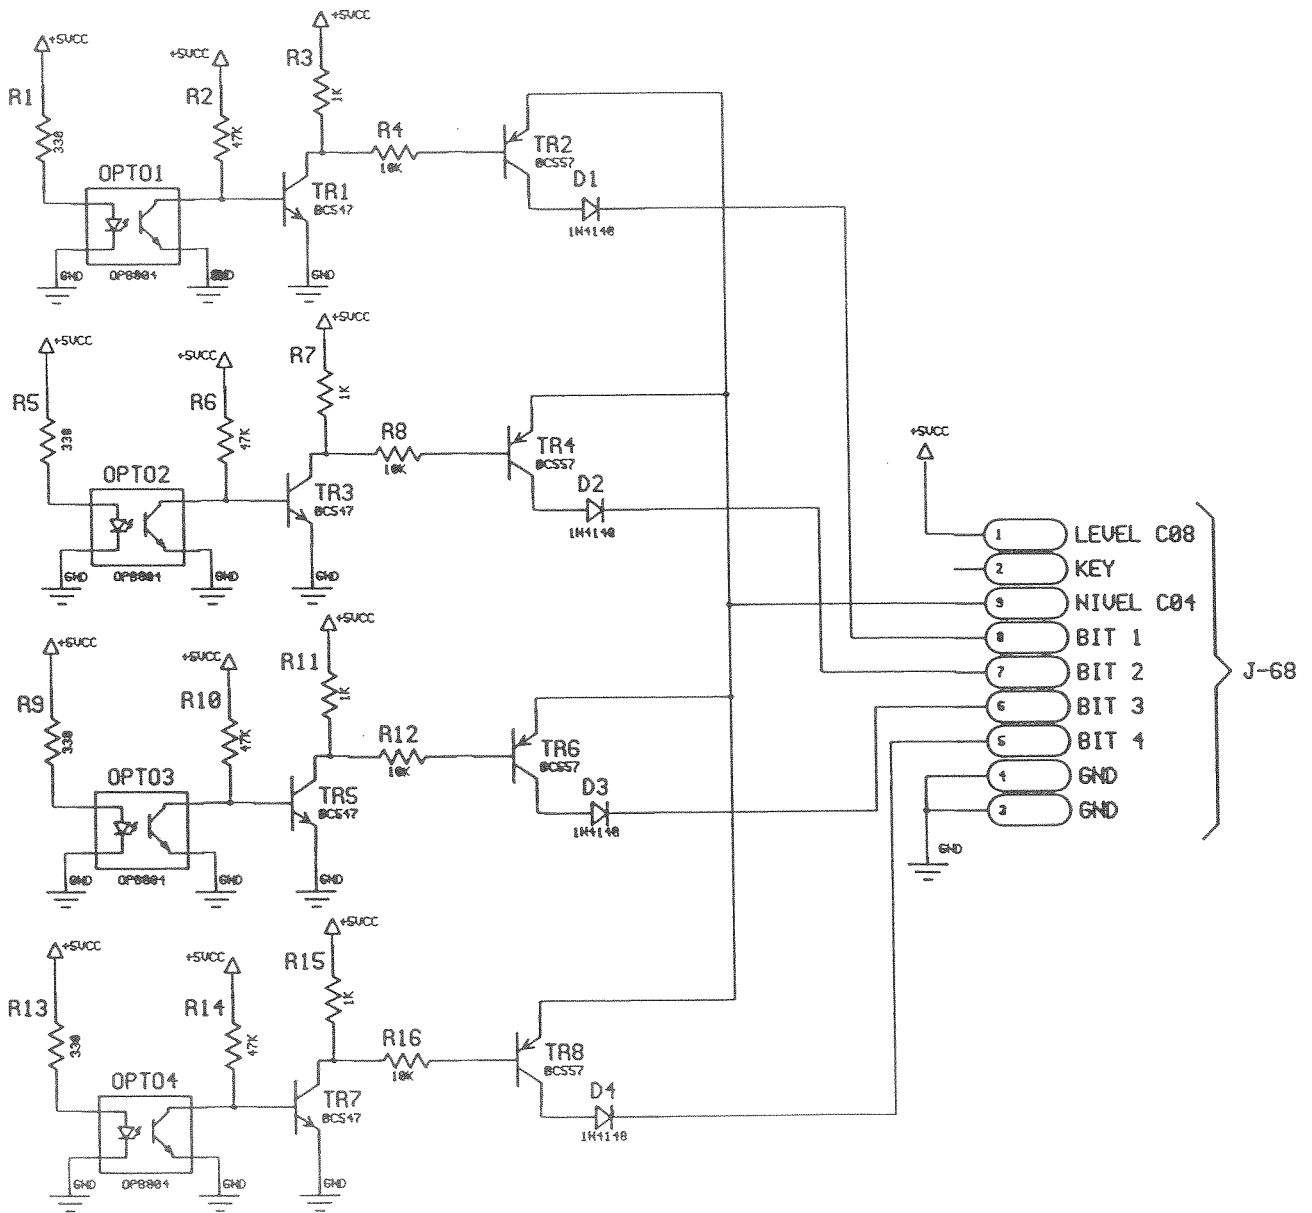 +5VCC
+5VCC
+5VCC
R1
330
R2
47K
R3
1K
R4
10K
TR2
BC557
D1
1N4148
OPTO1
TR1
BC547
GND
OPB804
GND
+5VCC
+5VCC
+5VCC
R5
330
R6
47K
R7
1K
R8
10K
TR4
BC557
D2
1N4148
OPTO2
TR3
BC547
GND
OPB804
GND
GND
+5VCC
+5VCC
+5VCC
R9
330
R10
47K
R11
1K
R12
10K
TR6
BC557
D3
1N4148
OPTO3
TR5
BC547
GND
OPB804
GND
GND
+5VCC
+5VCC
+5VCC
R13
330
R14
47K
R15
1K
R16
10K
TR8
BC557
D4
1N4148
OPTO4
TR7
BC547
GND
OPB804
GND
GND
+5VCC
1 LEVEL C08
2 KEY
9 NIVEL C04
8 BIT 1
7 BIT 2
6 BIT 3
5 BIT 4
4 GND
GND
GND
J-68